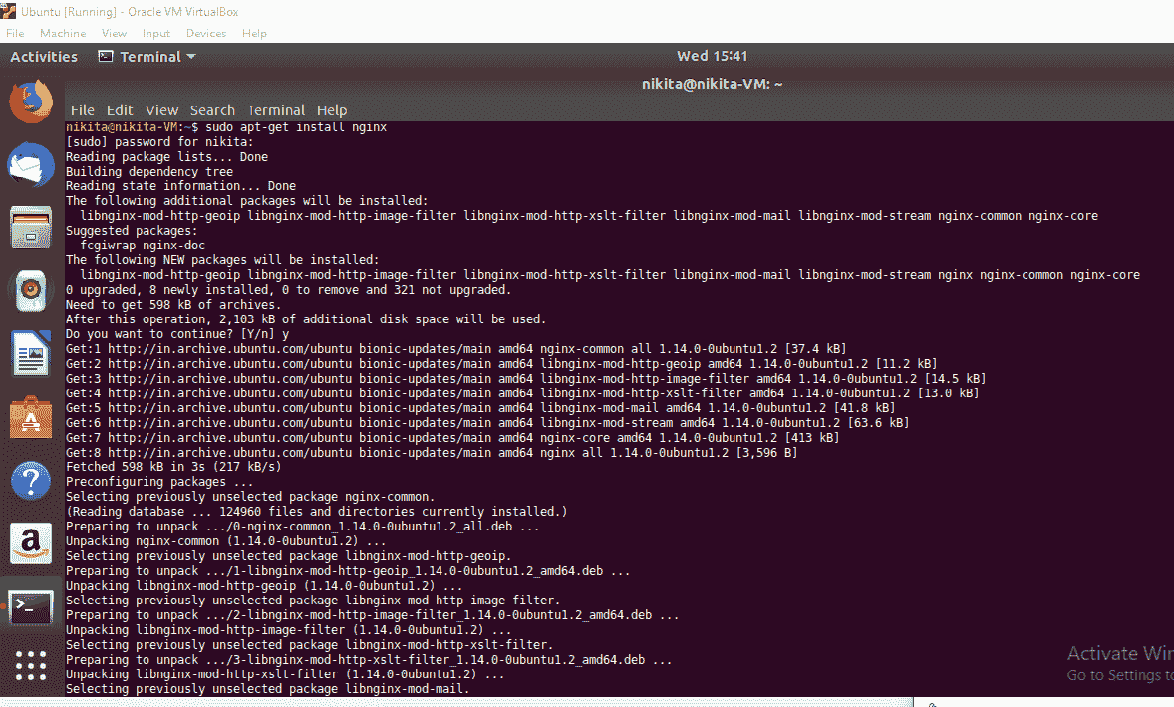 Ubuntu [Running] - Oracle VM VirtualBox
File Machine View Input Devices Help
Activities Terminal Wed 15:41
nikita@nikita-VM: ~
File Edit View Search Terminal Help
nikita@nikita-VM:~$ sudo apt-get install nginx
[sudo] password for nikita:
Reading package lists... Done
Building dependency tree
Reading state information... Done
The following additional packages will be installed:
libnginx-mod-http-geoip libnginx-mod-http-image-filter libnginx-mod-http-xslt-filter libnginx-mod-mail libnginx-mod-stream nginx-common nginx-core
Suggested packages:
fcgiwrap nginx-doc
The following NEW packages will be installed:
libnginx-mod-http-geoip libnginx-mod-http-image-filter libnginx-mod-http-xslt-filter libnginx-mod-mail libnginx-mod-stream nginx nginx-common nginx-core
0 upgraded, 8 newly installed, 0 to remove and 321 not upgraded.
Need to get 598 kB of archives.
After this operation, 2,103 kB of additional disk space will be used.
Do you want to continue? [Y/n] y
Get:1 http://in.archive.ubuntu.com/ubuntu bionic-updates/main amd64 nginx-common all 1.14.0-0ubuntu1.2 [37.4 kB]
Get:2 http://in.archive.ubuntu.com/ubuntu bionic-updates/main amd64 libnginx-mod-http-geoip amd64 1.14.0-0ubuntu1.2 [11.2 kB]
Get:3 http://in.archive.ubuntu.com/ubuntu bionic-updates/main amd64 libnginx-mod-http-image-filter amd64 1.14.0-0ubuntu1.2 [14.5 kB]
Get:4 http://in.archive.ubuntu.com/ubuntu bionic-updates/main amd64 libnginx-mod-http-xslt-filter amd64 1.14.0-0ubuntu1.2 [13.0 kB]
Get:5 http://in.archive.ubuntu.com/ubuntu bionic-updates/main amd64 libnginx-mod-mail amd64 1.14.0-0ubuntu1.2 [41.8 kB]
Get:6 http://in.archive.ubuntu.com/ubuntu bionic-updates/main amd64 libnginx-mod-stream amd64 1.14.0-0ubuntu1.2 [63.6 kB]
Get:7 http://in.archive.ubuntu.com/ubuntu bionic-updates/main amd64 nginx-core amd64 1.14.0-0ubuntu1.2 [413 kB]
Get:8 http://in.archive.ubuntu.com/ubuntu bionic-updates/main amd64 nginx all 1.14.0-0ubuntu1.2 [3,596 B]
Fetched 598 kB in 3s (217 kB/s)
Preconfiguring packages ...
Selecting previously unselected package nginx-common.
(Reading database ... 124960 files and directories currently installed.)
Preparing to unpack .../0-nginx-common_1.14.0-0ubuntu1.2_all.deb ...
Unpacking nginx-common (1.14.0-0ubuntu1.2) ...
Selecting previously unselected package libnginx-mod-http-geoip.
Preparing to unpack .../1-libnginx-mod-http-geoip_1.14.0-0ubuntu1.2_amd64.deb ...
Unpacking libnginx-mod-http-geoip (1.14.0-0ubuntu1.2) ...
Selecting previously unselected package libnginx-mod-http-image-filter.
Preparing to unpack .../2-libnginx-mod-http-image-filter_1.14.0-0ubuntu1.2_amd64.deb ...
Unpacking libnginx-mod-http-image-filter (1.14.0-0ubuntu1.2) ...
Selecting previously unselected package libnginx-mod-http-xslt-filter.
Preparing to unpack .../3-libnginx-mod-http-xslt-filter_1.14.0-0ubuntu1.2_amd64.deb ...
Unpacking libnginx-mod-http-xslt-filter (1.14.0-0ubuntu1.2) ...
Selecting previously unselected package libnginx-mod-mail.
Activate Win
Go to Settings to